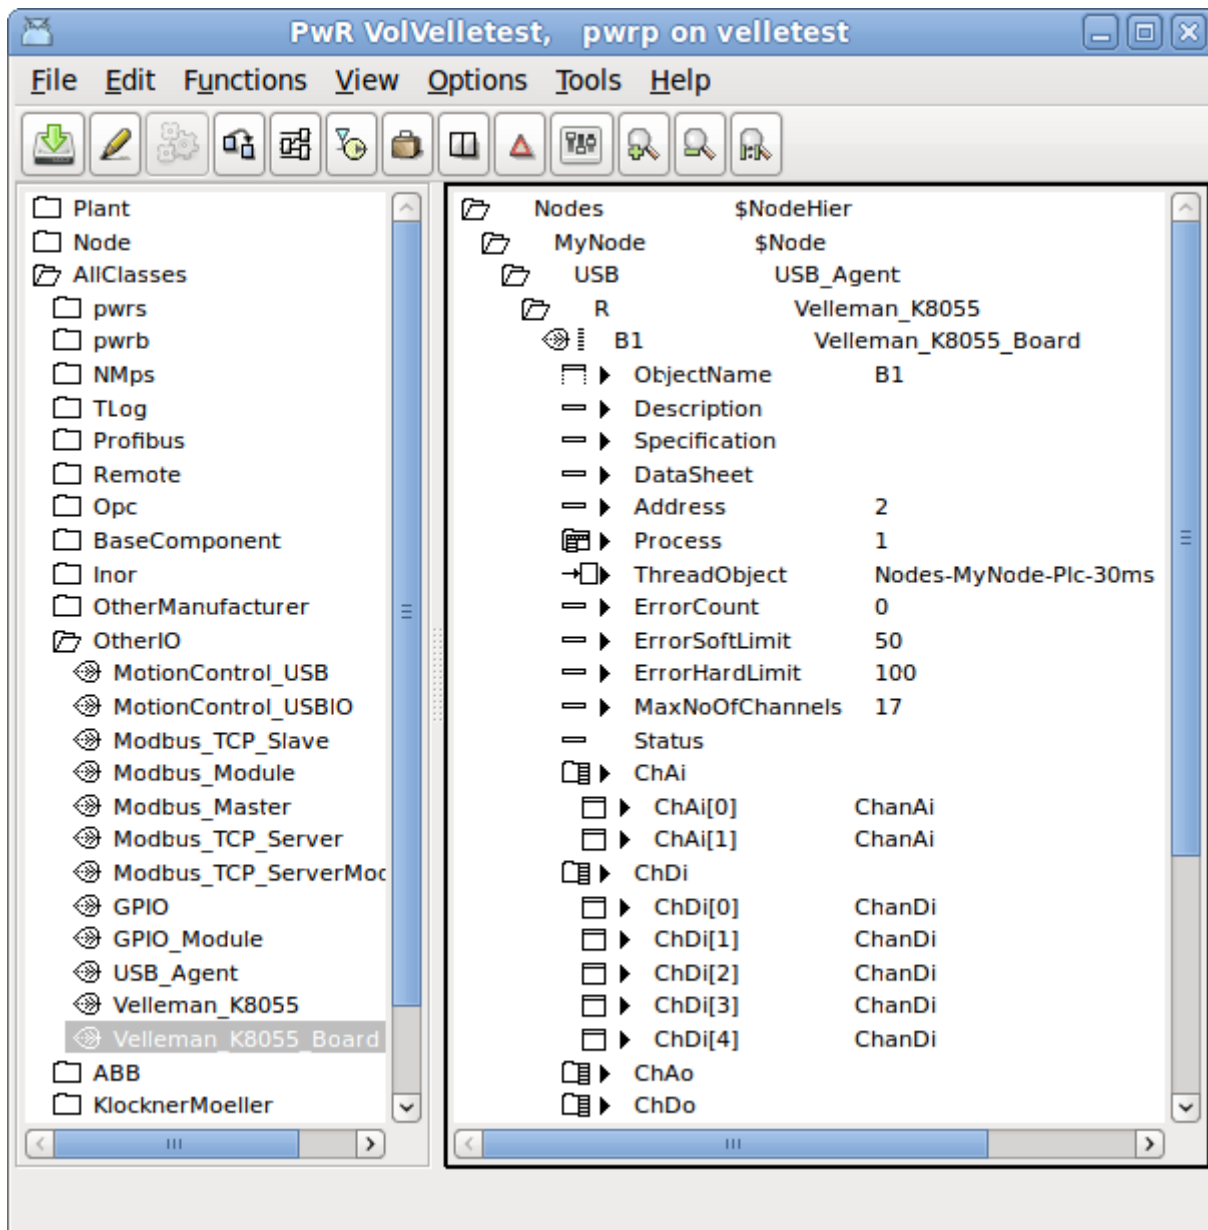 PwR VolVelletest, pwrp on velletest
File Edit Functions View Options Tools Help
Plant
Node
AllClasses
pwrs
pwrb
NMps
TLog
Profibus
Remote
Opc
BaseComponent
Inor
OtherManufacturer
OtherIO
MotionControl_USB
MotionControl_USBIO
Modbus_TCP_Slave
Modbus_Module
Modbus_Master
Modbus_TCP_Server
Modbus_TCP_ServerMoc
GPIO
GPIO_Module
USB_Agent
Velleman_K8055
Velleman_K8055_Board
ABB
KlocknerMoeller
Nodes $NodeHier
MyNode $Node
USB USB_Agent
R Velleman_K8055
B1 Velleman_K8055_Board
ObjectName B1
Description
Specification
DataSheet
Address 2
Process 1
ThreadObject Nodes-MyNode-Plc-30ms
ErrorCount 0
ErrorSoftLimit 50
ErrorHardLimit 100
MaxNoOfChannels 17
Status
ChAi
ChAi[0] ChanAi
ChAi[1] ChanAi
ChDi
ChDi[0] ChanDi
ChDi[1] ChanDi
ChDi[2] ChanDi
ChDi[3] ChanDi
ChDi[4] ChanDi
ChAo
ChDo